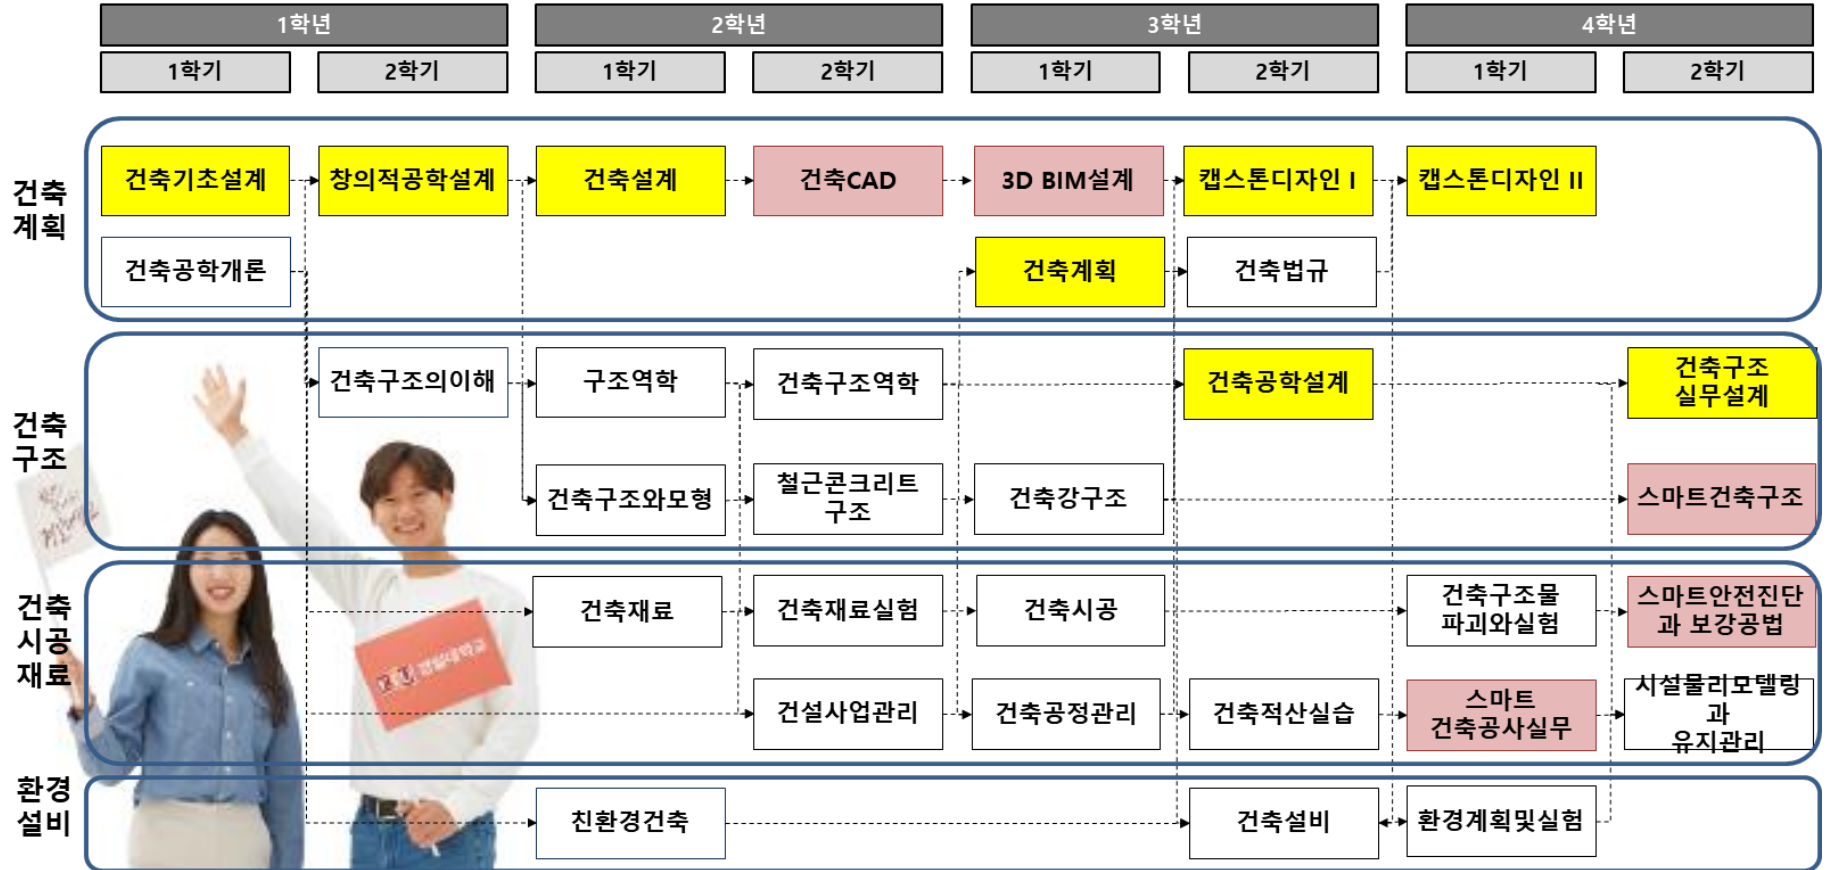 1학년
2학년
3학년
4학년
1학기
2학기
1학기
2학기
1학기
2학기
1학기
2학기
건축
계획
건축기초설계
창의적공학설계
건축설계
건축CAD
3D BIM설계
캡스톤디자인 I
캡스톤디자인 II
건축공학개론
건축계획
건축법규
건축
구조
건축구조의이해
구조역학
건축구조역학
건축공학설계
건축구조
실무설계
건축구조와모형
철근콘크리트
구조
건축강구조
스마트건축구조
건축
시공
재료
건축재료
건축재료실험
건축시공
건축구조물
파괴와실험
스마트안전진단
과 보강공법
건설사업관리
건축공정관리
건축적산실습
스마트
건축공사실무
시설물리모델링
과
유지관리
경일대학교
환경
설비
친환경건축
건축설비
환경계획및실험